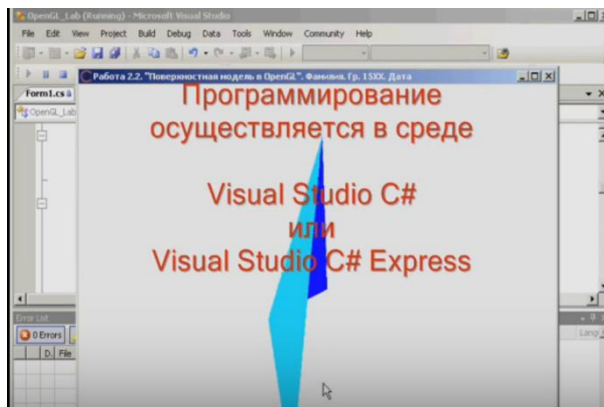 OpenGL_Lab (Running) - Microsoft Visual Studio
File Edit View Project Build Debug Data Tools Window Community Help
Работа 2.2. "Поверхностная модель в OpenGL". Фамилия. Гр. 15XX. Дата
Form1.cs
OpenGL_Lab
Программирование
осуществляется в среде
Visual Studio C#
или
Visual Studio C# Express
Error List
0 Errors
D. File